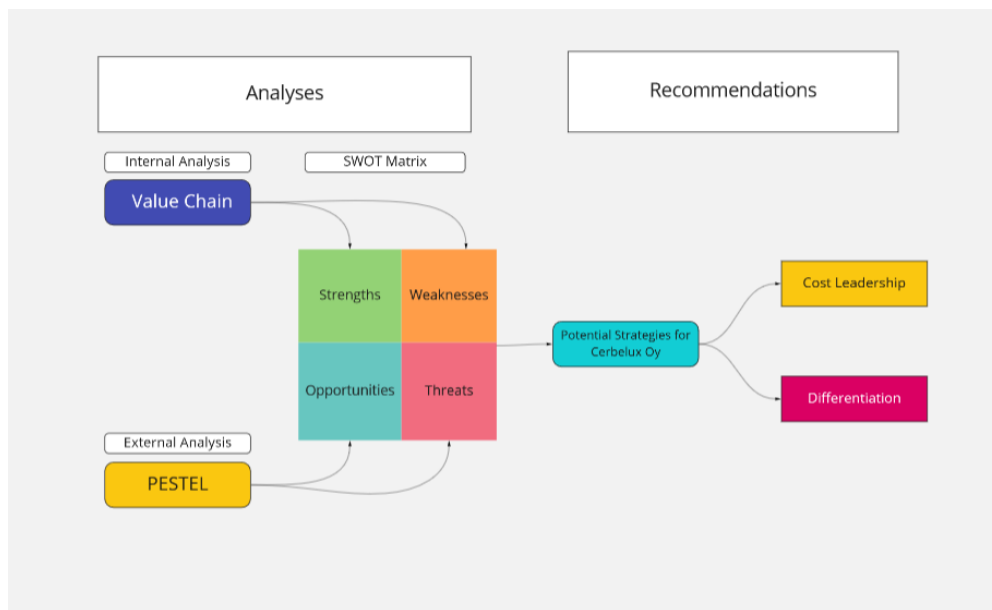 Analyses
Recommendations
Internal Analysis
SWOT Matrix
Value Chain
Strengths
Weaknesses
Opportunities
Threats
External Analysis
PESTEL
Potential Strategies for
Cerbelux Oy
Cost Leadership
Differentiation